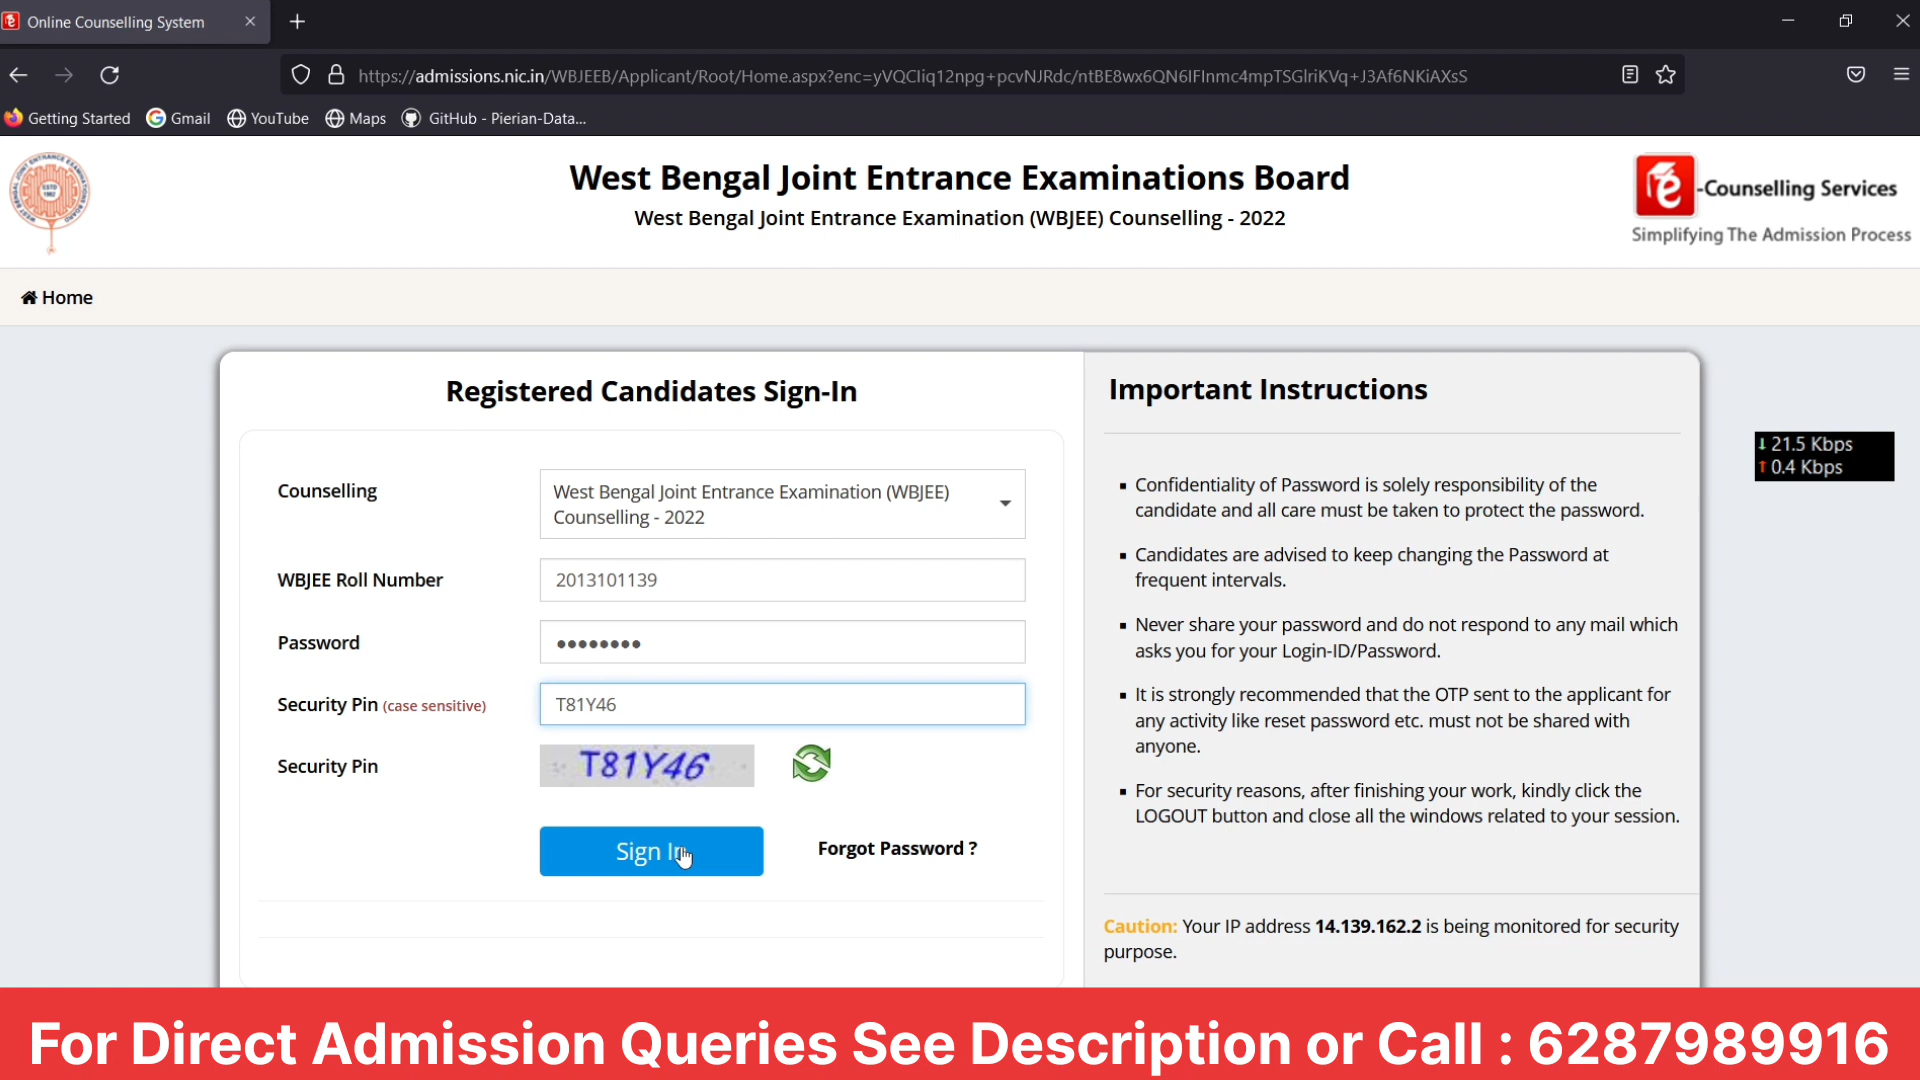 Online Counselling System
https://admissions.nic.in/WBJEEB/Applicant/Root/Home.aspx?enc=yVQCliq12npg+pcvNJRdc/ntBE8wx6QN6lFInmc4mpTSGlriKVq+J3Af6NKiAXsS
Getting Started Gmail YouTube Maps GitHub - Pierian-Data...
West Bengal Joint Entrance Examinations Board
West Bengal Joint Entrance Examination (WBJEE) Counselling - 2022
-Counselling Services
Simplifying The Admission Process
Home
Registered Candidates Sign-In
Counselling
West Bengal Joint Entrance Examination (WBJEE)
Counselling - 2022
WBJEE Roll Number
2013101139
Password
••••••••
Security Pin (case sensitive)
T81Y46
Security Pin
T81Y46
Sign In
Forgot Password ?
Important Instructions
▪ Confidentiality of Password is solely responsibility of the
candidate and all care must be taken to protect the password.
▪ Candidates are advised to keep changing the Password at
frequent intervals.
▪ Never share your password and do not respond to any mail which
asks you for your Login-ID/Password.
▪ It is strongly recommended that the OTP sent to the applicant for
any activity like reset password etc. must not be shared with
anyone.
▪ For security reasons, after finishing your work, kindly click the
LOGOUT button and close all the windows related to your session.
Caution: Your IP address 14.139.162.2 is being monitored for security
purpose.
↓ 21.5 Kbps
↑ 0.4 Kbps
For Direct Admission Queries See Description or Call : 6287989916